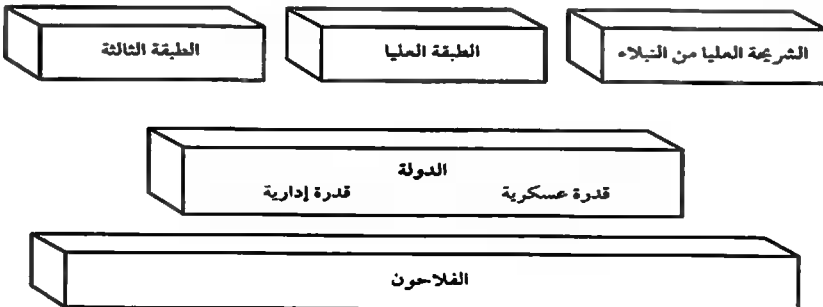 الشريحة العليا من النبلاء
الطبقة العليا
الطبقة الثالثة
الدولة
قدرة عسكرية
قدرة إدارية
الفلاحون